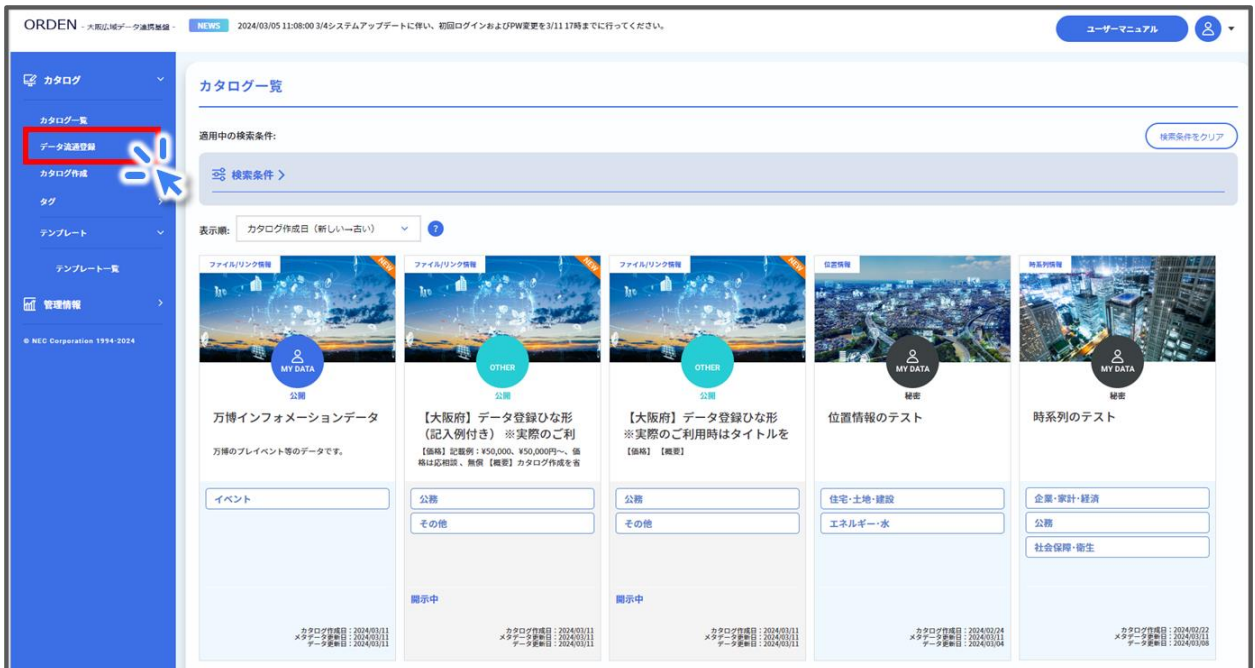 ORDEN - 大阪広域データ連携基盤 -
NEWS 2024/03/05 11:08:00 3/4システムアップデートに伴い、初回ログインおよびPW変更を3/11 17時までに行ってください。
ユーザーマニュアル
カタログ
カタログ一覧
データ流通登録
カタログ作成
タグ
テンプレート
テンプレート一覧
管理情報
© NEC Corporation 1994-2024
カタログ一覧
適用中の検索条件:
検索条件をクリア
検索条件
表示順: カタログ作成日（新しい→古い） ?
ファイル/リンク情報
NEW
MY DATA
公開
万博インフォメーションデータ
万博のプレイベント等のデータです。
イベント
カタログ作成日：2024/03/11
メタデータ更新日：2024/03/11
データ更新日：2024/03/11
ファイル/リンク情報
NEW
OTHER
公開
【大阪府】データ登録ひな形
（記入例付き） ※実際のご利
【価格】記載例：¥50,000、¥50,000円～、価
格は応相談 、無償 【概要】カタログ作成を省
公務
その他
開示中
カタログ作成日：2024/03/11
メタデータ更新日：2024/03/11
データ更新日：2024/03/11
ファイル/リンク情報
NEW
OTHER
公開
【大阪府】データ登録ひな形
※実際のご利用時はタイトルを
【価格】 【概要】
公務
その他
開示中
カタログ作成日：2024/03/11
メタデータ更新日：2024/03/11
データ更新日：2024/03/11
位置情報
MY DATA
秘密
位置情報のテスト
住宅･土地･建設
エネルギー･水
カタログ作成日：2024/02/24
メタデータ更新日：2024/03/11
データ更新日：2024/03/04
時系列情報
MY DATA
秘密
時系列のテスト
企業･家計･経済
公務
社会保障･衛生
カタログ作成日：2024/02/22
メタデータ更新日：2024/03/11
データ更新日：2024/03/08